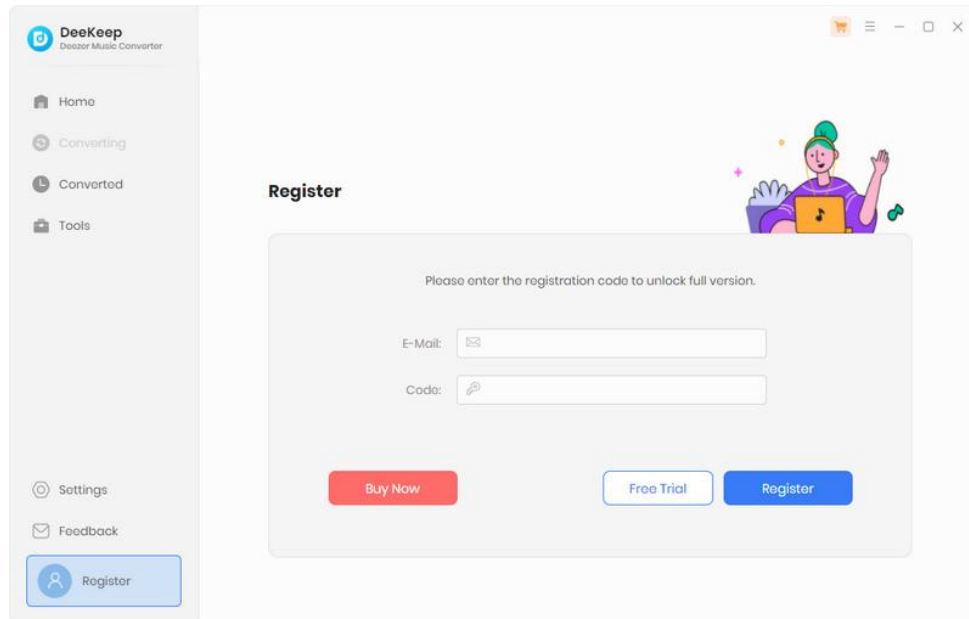 DeeKeep
Deezer Music Converter
Home
Converting
Converted
Tools
Register
Please enter the registration code to unlock full version.
E-Mail:
Code:
Buy Now
Free Trial
Register
Settings
Feedback
Register